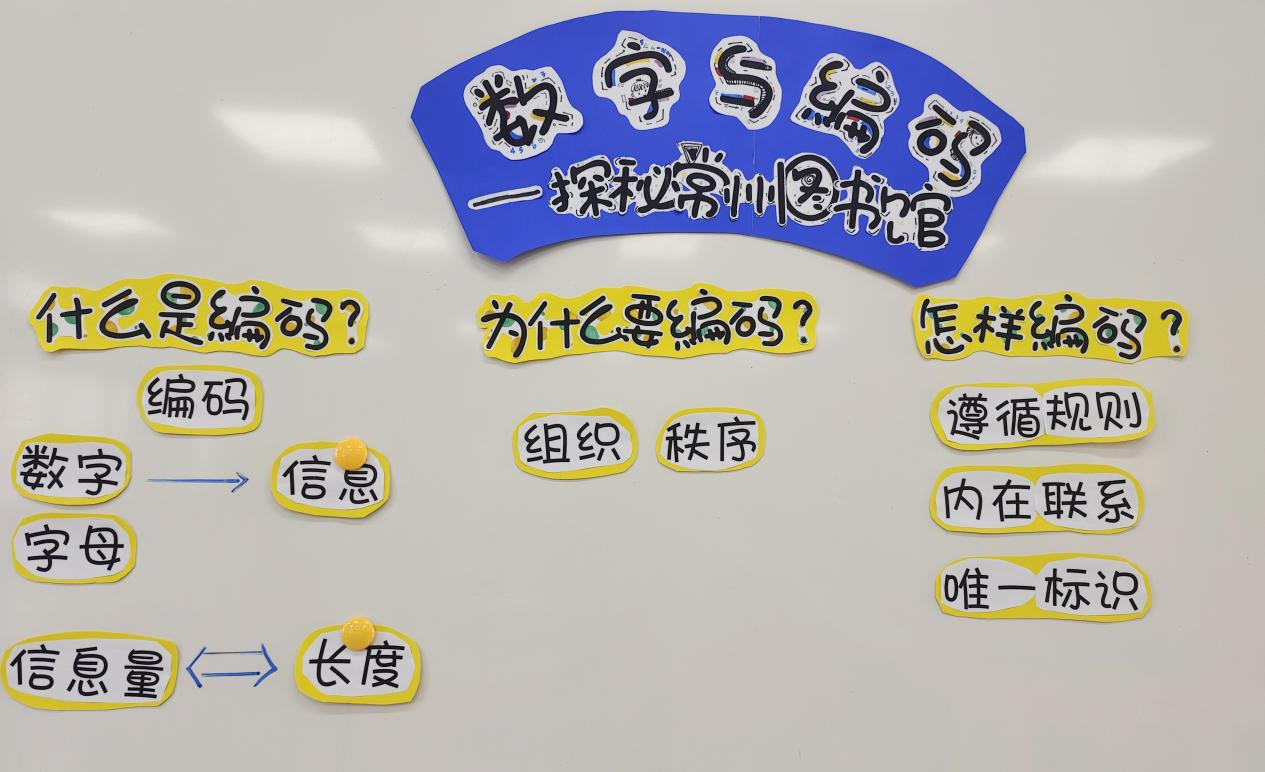 数字与编码
—探秘常州图书馆
什么是编码?
编码
数字 → 信息
字母
信息量 ⟺ 长度
为什么要编码?
组织 秩序
怎样编码?
遵循规则
内在联系
唯一标识